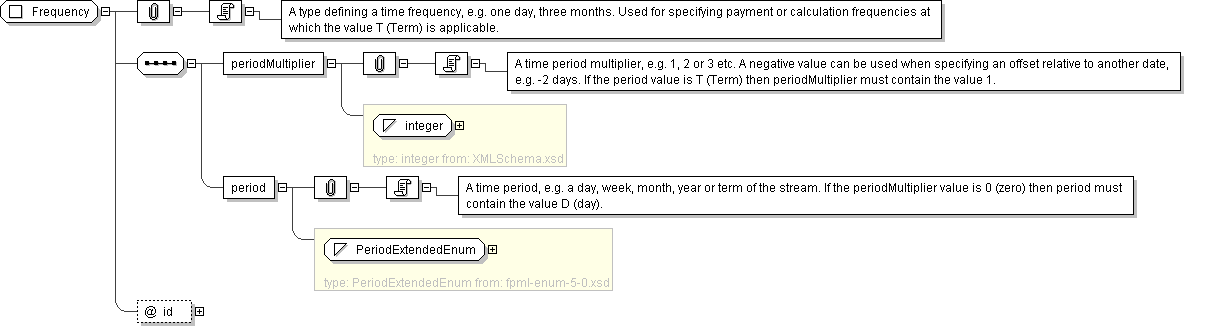 Frequency
A type defining a time frequency, e.g. one day, three months. Used for specifying payment or calculation frequencies at
which the value T (Term) is applicable.
periodMultiplier
A time period multiplier, e.g. 1, 2 or 3 etc. A negative value can be used when specifying an offset relative to another date,
e.g. -2 days. If the period value is T (Term) then periodMultiplier must contain the value 1.
integer
type: integer from: XMLSchema.xsd
period
A time period, e.g. a day, week, month, year or term of the stream. If the periodMultiplier value is 0 (zero) then period must
contain the value D (day).
PeriodExtendedEnum
type: PeriodExtendedEnum from: fpml-enum-5-0.xsd
@ id